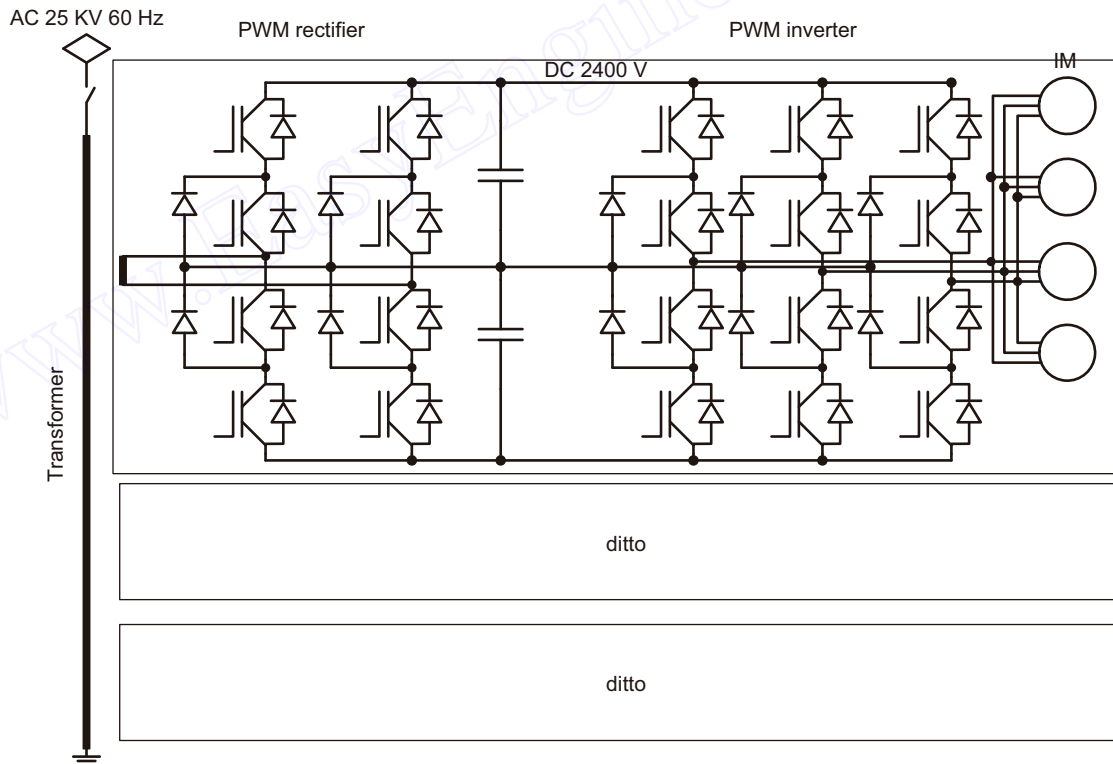 AC 25 KV 60 Hz
PWM rectifier
PWM inverter
DC 2400 V
IM
Transformer
ditto
ditto